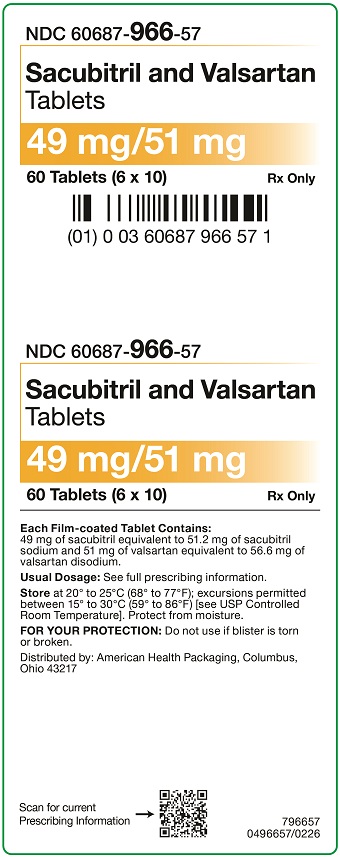 NDC 60687-966-57
Sacubitril and Valsartan
Tablets
49 mg/51 mg
60 Tablets (6 x 10) Rx Only
(01) 0 03 60687 966 57 1
NDC 60687-966-57
Sacubitril and Valsartan
Tablets
49 mg/51 mg
60 Tablets (6 x 10) Rx Only
Each Film-coated Tablet Contains:
49 mg of sacubitril equivalent to 51.2 mg of sacubitril
sodium and 51 mg of valsartan equivalent to 56.6 mg of
valsartan disodium.
Usual Dosage: See full prescribing information.
Store at 20° to 25°C (68° to 77°F); excursions permitted
between 15° to 30°C (59° to 86°F) [see USP Controlled
Room Temperature]. Protect from moisture.
FOR YOUR PROTECTION: Do not use if blister is torn
or broken.
Distributed by: American Health Packaging, Columbus,
Ohio 43217
Scan for current
Prescribing Information →
796657
0496657/0226